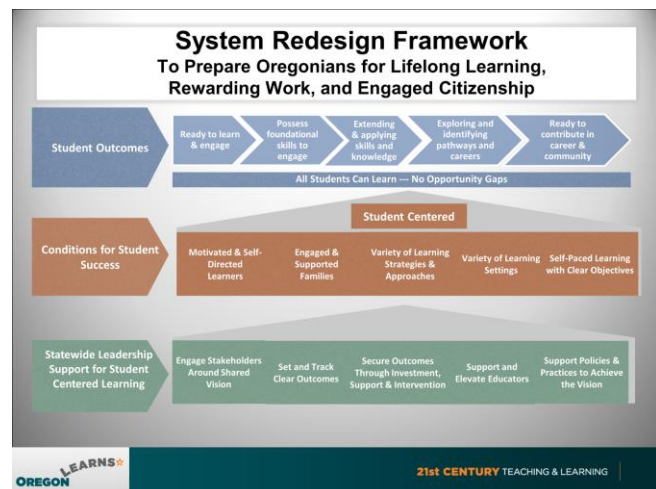 System Redesign Framework
To Prepare Oregonians for Lifelong Learning,
Rewarding Work, and Engaged Citizenship
Student Outcomes
Ready to learn
& engage
Possess
foundational
skills to
engage
Extending
& applying
skills and
knowledge
Exploring and
identifying
pathways and
careers
Ready to
contribute in
career &
community
All Students Can Learn --- No Opportunity Gaps
Student Centered
Conditions for Student
Success
Motivated & Self-
Directed
Learners
Engaged &
Supported
Families
Variety of Learning
Strategies &
Approaches
Variety of Learning
Settings
Self-Paced Learning
with Clear Objectives
Statewide Leadership
Support for Student
Centered Learning
Engage Stakeholders
Around Shared
Vision
Set and Track
Clear Outcomes
Secure Outcomes
Through Investment,
Support & Intervention
Support and
Elevate Educators
Support Policies &
Practices to Achieve
the Vision
OREGON LEARNS
21st CENTURY TEACHING & LEARNING